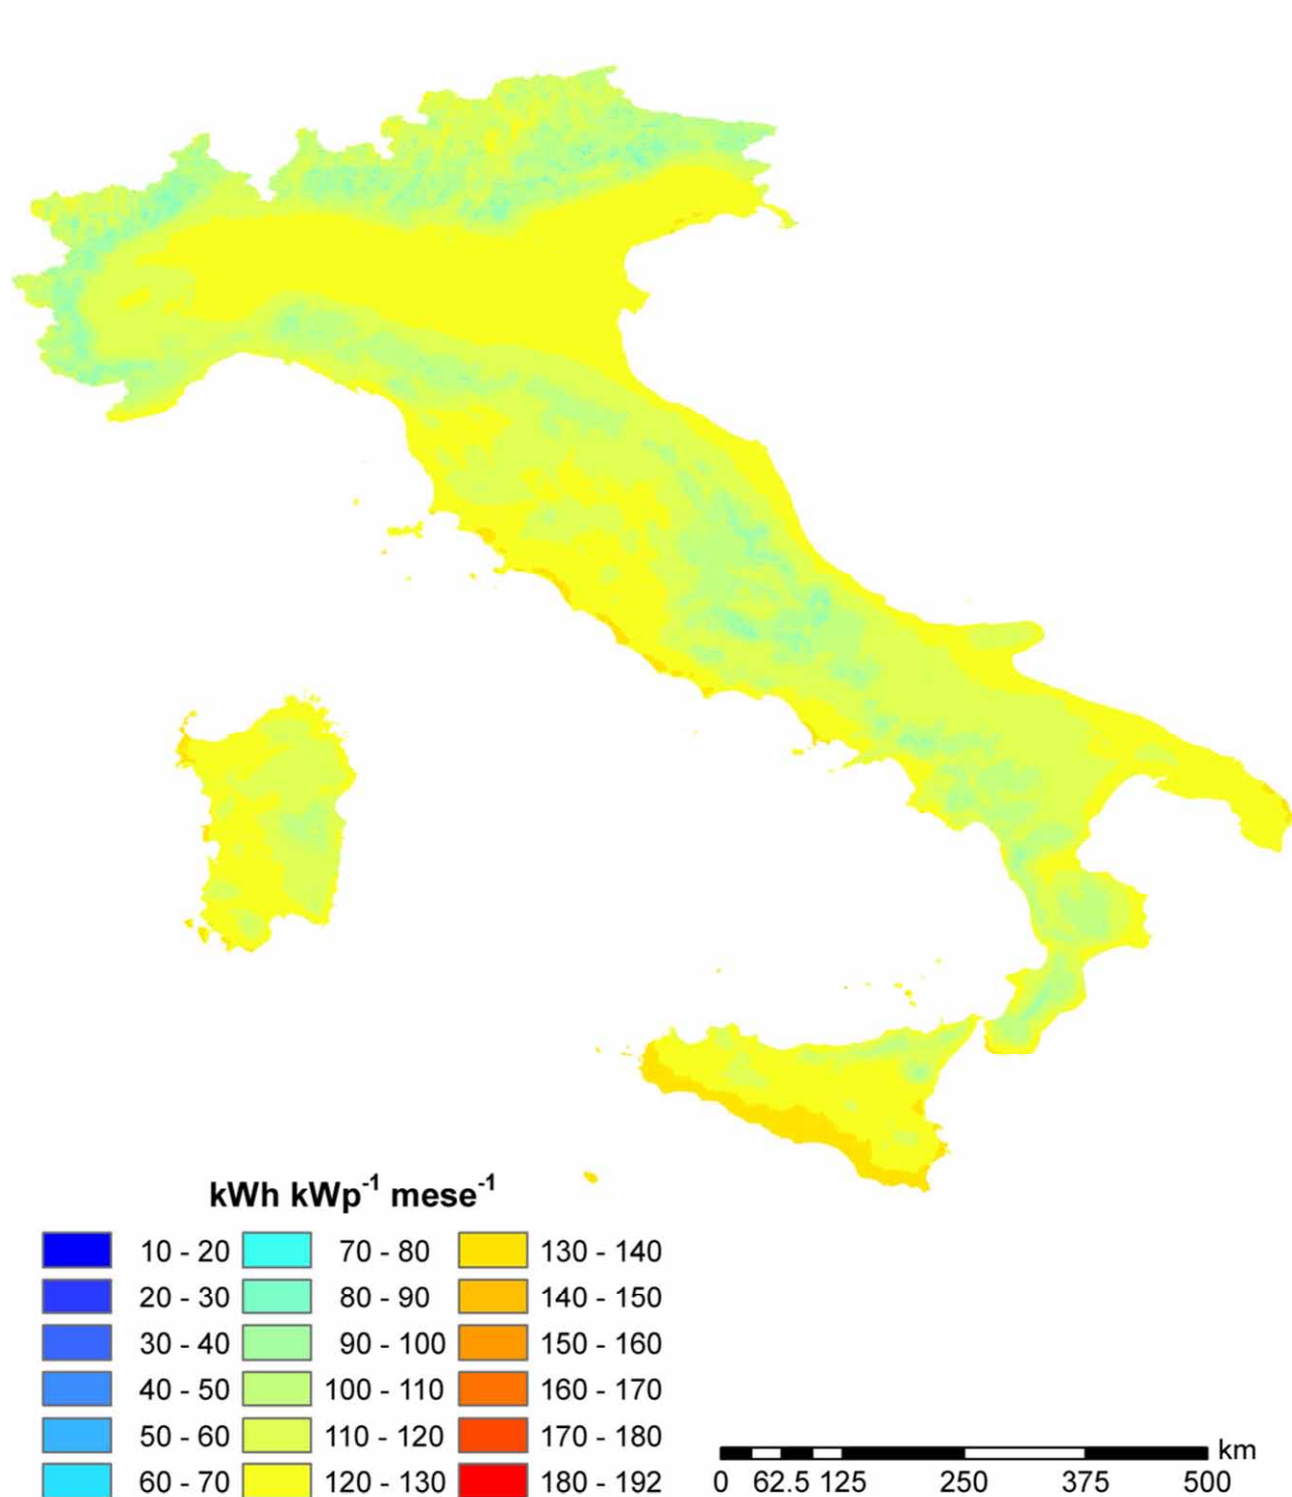 kWh kWp-1 mese-1
10 - 20 70 - 80 130 - 140
20 - 30 80 - 90 140 - 150
30 - 40 90 - 100 150 - 160
40 - 50 100 - 110 160 - 170
50 - 60 110 - 120 170 - 180
60 - 70 120 - 130 180 - 192
km
0 62.5 125 250 375 500